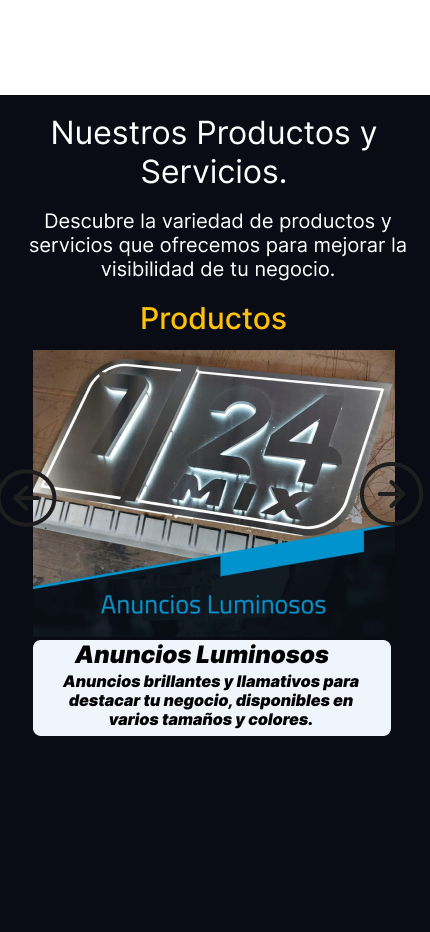 Nuestros Productos y
Servicios.
Descubre la variedad de productos y
servicios que ofrecemos para mejorar la
visibilidad de tu negocio.
Productos
1 24
MIX
Anuncios Luminosos
Anuncios Luminosos
Anuncios brillantes y llamativos para
destacar tu negocio, disponibles en
varios tamaños y colores.